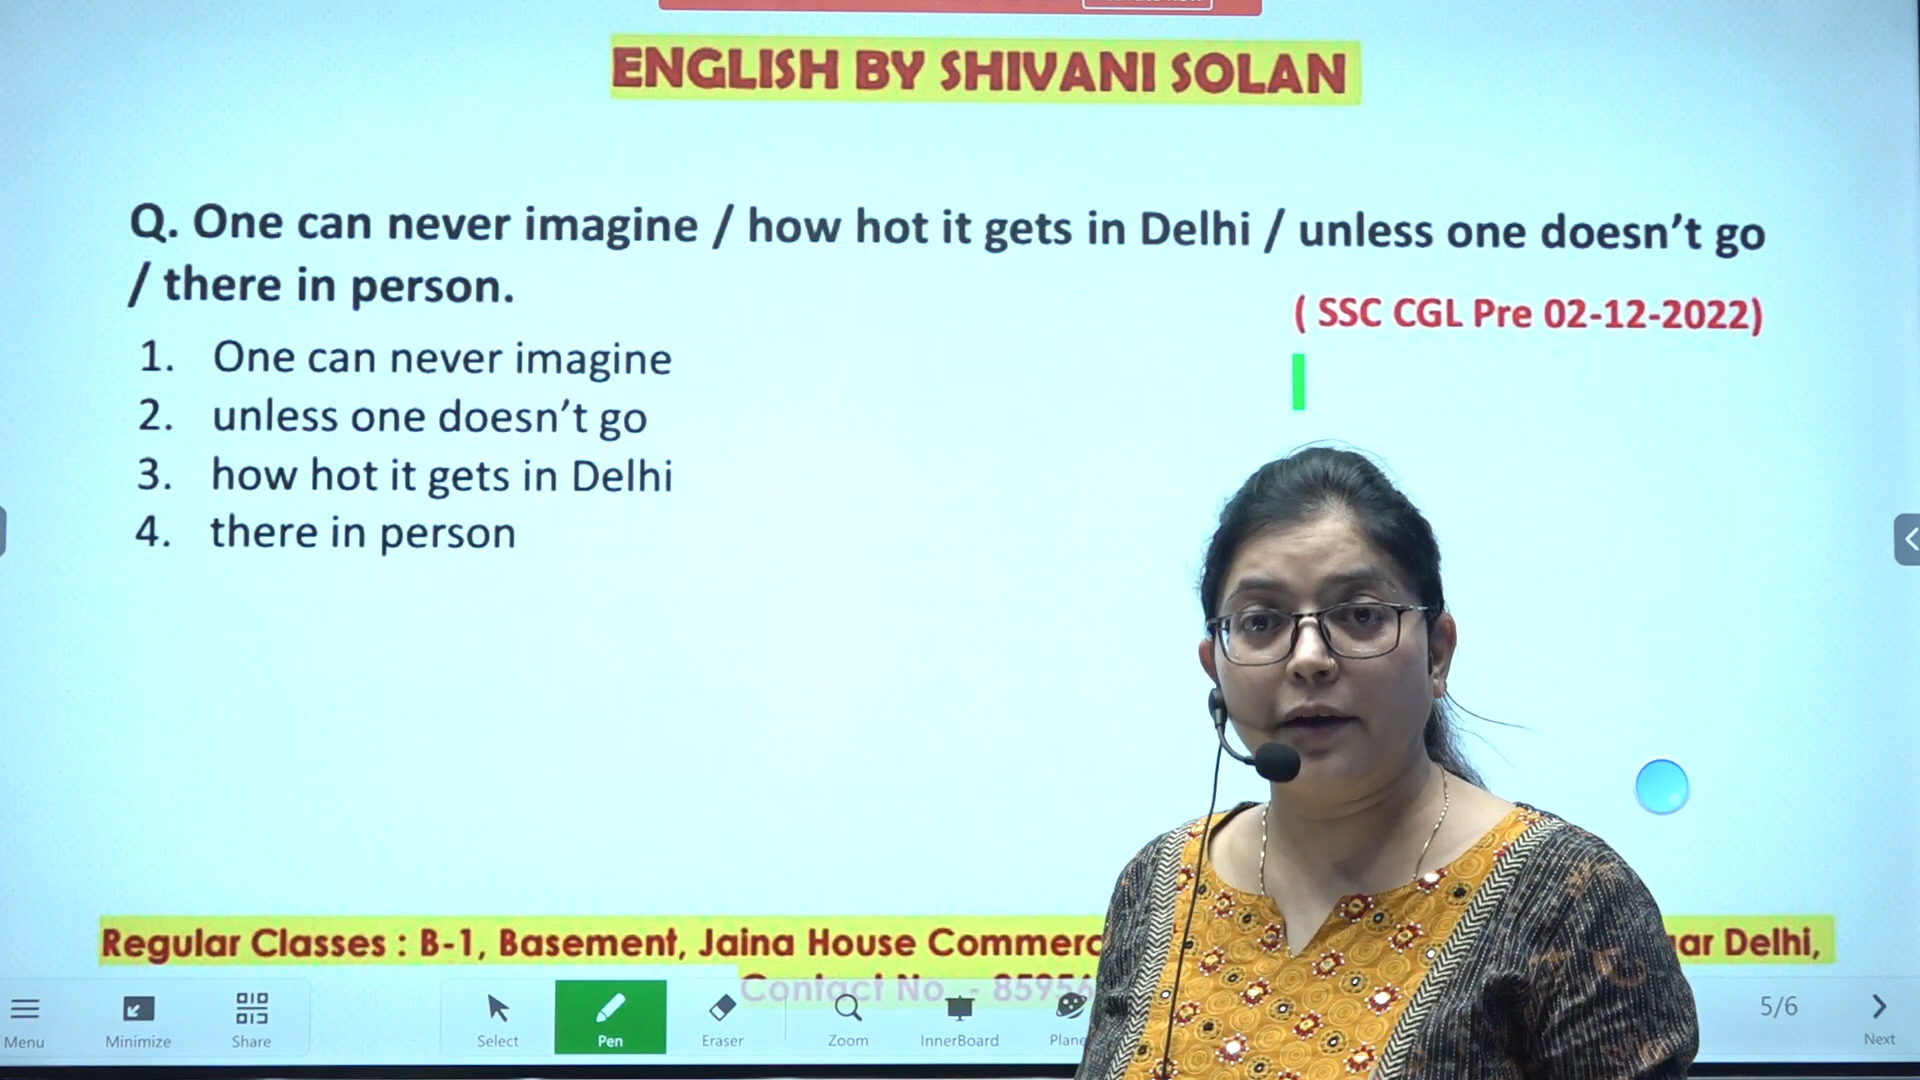 ENGLISH BY SHIVANI SOLAN
Q. One can never imagine / how hot it gets in Delhi / unless one doesn’t go
/ there in person.
( SSC CGL Pre 02-12-2022)
1. One can never imagine
2. unless one doesn’t go
3. how hot it gets in Delhi
4. there in person
Regular Classes : B-1, Basement, Jaina House Delhi,
Contact No. -
Menu Minimize Share Select Pen Eraser Zoom InnerBoard 5/6 Next